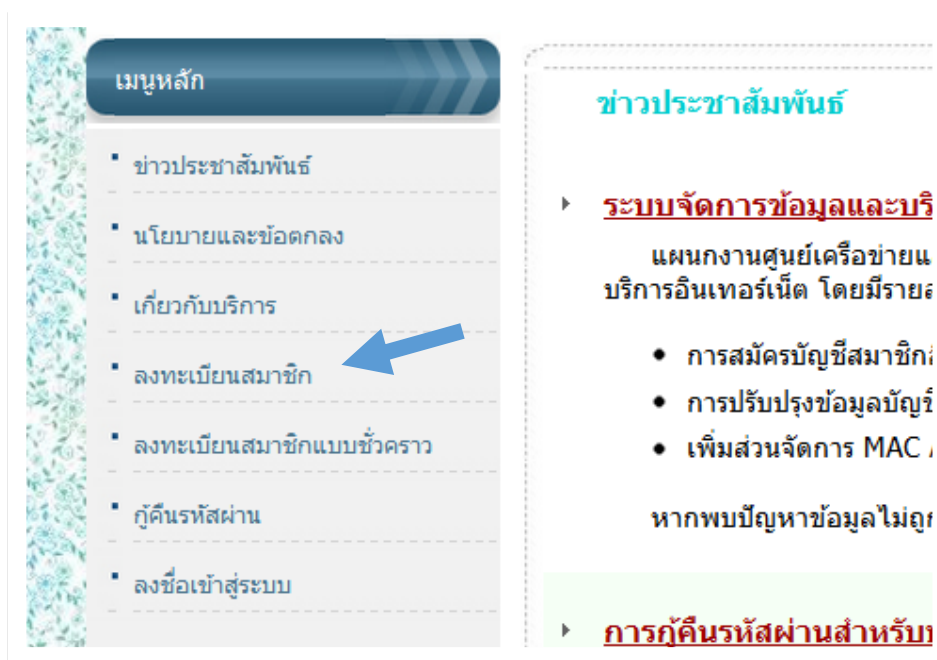 เมนูหลัก
ข่าวประชาสัมพันธ์
นโยบายและข้อตกลง
เกี่ยวกับบริการ
ลงทะเบียนสมาชิก
ลงทะเบียนสมาชิกแบบชั่วคราว
กู้คืนรหัสผ่าน
ลงชื่อเข้าสู่ระบบ
ข่าวประชาสัมพันธ์
ระบบจัดการข้อมูลและบริ
แผนกงานศูนย์เครือข่ายแ
บริการอินเทอร์เน็ต โดยมีราย
การสมัครบัญชีสมาชิก
การปรับปรุงข้อมูลบัญชี
เพิ่มส่วนจัดการ MAC
หากพบปัญหาข้อมูลไม่ถูก
การกู้คืนรหัสผ่านสำหรับ